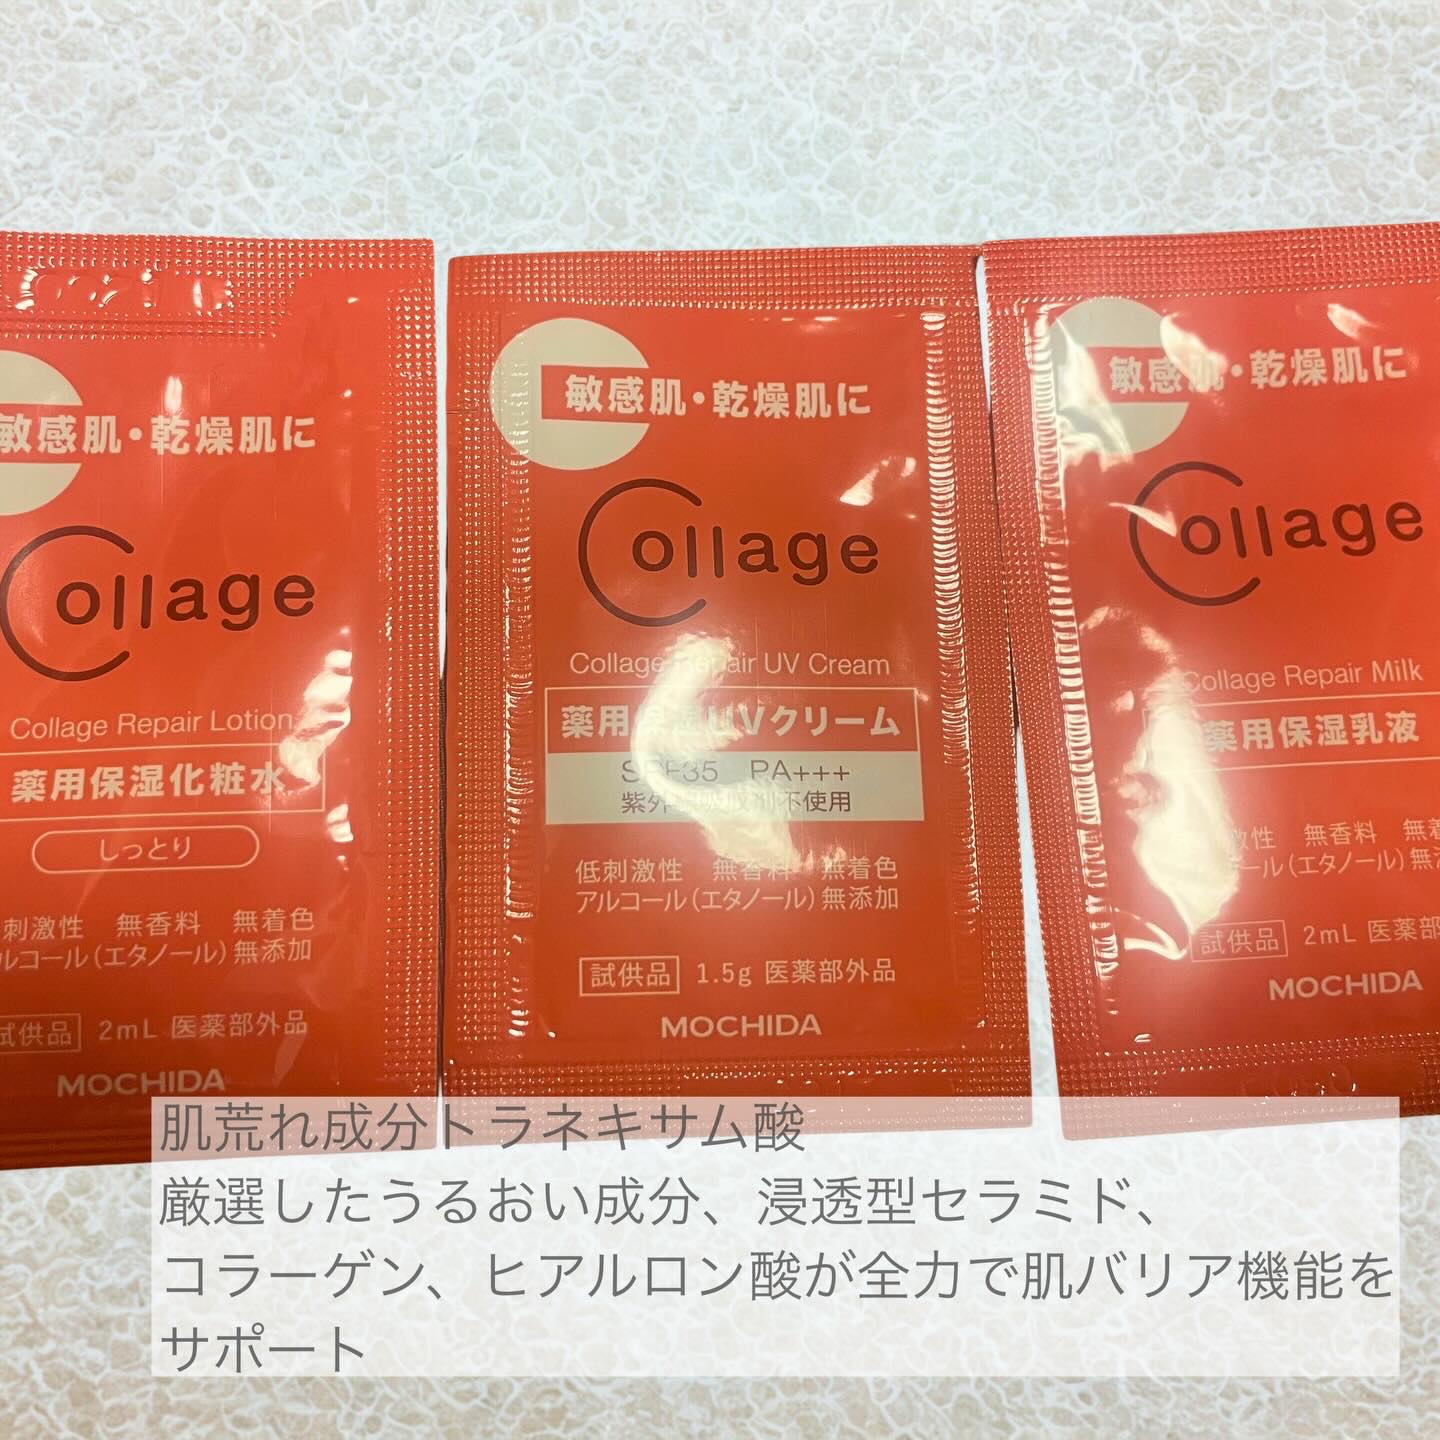 敏感肌・乾燥肌に
Collage
Collage Repair Lotion
薬用保湿化粧水
しっとり
刺激性 無香料 無着色
ルコール(エタノール)無添加
試供品 2mL 医薬部外品
MOCHIDA
敏感肌・乾燥肌に
Collage
Collage Repair UV Cream
薬用保湿UVクリーム
SPF35 PA+++
紫外線吸収剤不使用
低刺激性 無香料 無着色
アルコール(エタノール)無添加
試供品 1.5g 医薬部外品
MOCHIDA
敏感肌・乾燥肌に
Collage
Collage Repair Milk
薬用保湿乳液
激性 無香料 無着
ール(エタノール)無
試供品 2mL 医薬部
MOCHIDA
肌荒れ成分トラネキサム酸
厳選したうるおい成分、浸透型セラミド、
コラーゲン、ヒアルロン酸が全力で肌バリア機能を
サポート